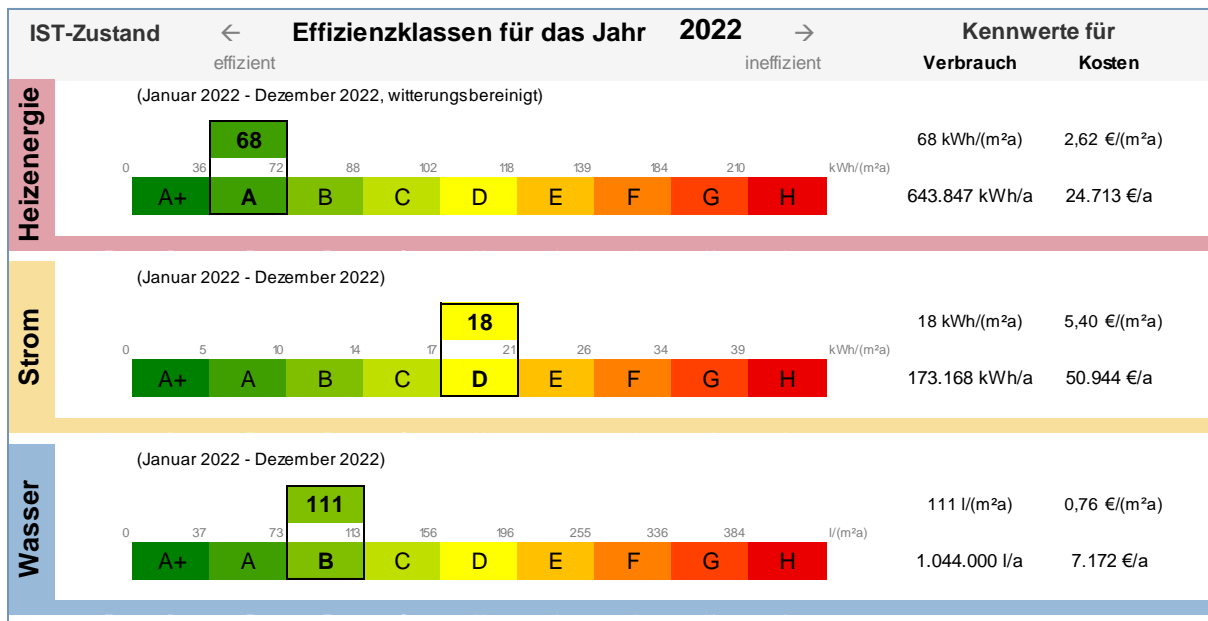 IST-Zustand ← Effizienzklassen für das Jahr 2022 → Kennwerte für
effizient ineffizient Verbrauch Kosten
Heizenergie
(Januar 2022 - Dezember 2022, witterungsbereinigt)
68 68 kWh/(m²a) 2,62 €/(m²a)
0 36 72 88 102 118 139 184 210 kWh/(m²a)
A+ A B C D E F G H 643.847 kWh/a 24.713 €/a
Strom
(Januar 2022 - Dezember 2022)
18 18 kWh/(m²a) 5,40 €/(m²a)
0 5 10 14 17 21 26 34 39 kWh/(m²a)
A+ A B C D E F G H 173.168 kWh/a 50.944 €/a
Wasser
(Januar 2022 - Dezember 2022)
111 111 l/(m²a) 0,76 €/(m²a)
0 37 73 113 156 196 255 336 384 l/(m²a)
A+ A B C D E F G H 1.044.000 l/a 7.172 €/a